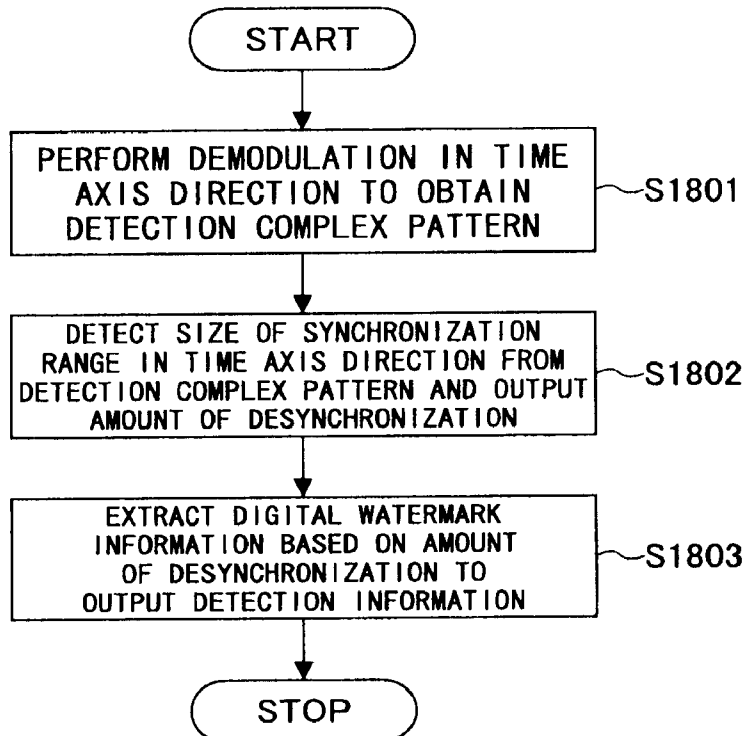 START
PERFORM DEMODULATION IN TIME
AXIS DIRECTION TO OBTAIN
DETECTION COMPLEX PATTERN
S1801
DETECT SIZE OF SYNCHRONIZATION
RANGE IN TIME AXIS DIRECTION FROM
DETECTION COMPLEX PATTERN AND OUTPUT
AMOUNT OF DESYNCHRONIZATION
S1802
EXTRACT DIGITAL WATERMARK
INFORMATION BASED ON AMOUNT
OF DESYNCHRONIZATION TO
OUTPUT DETECTION INFORMATION
S1803
STOP